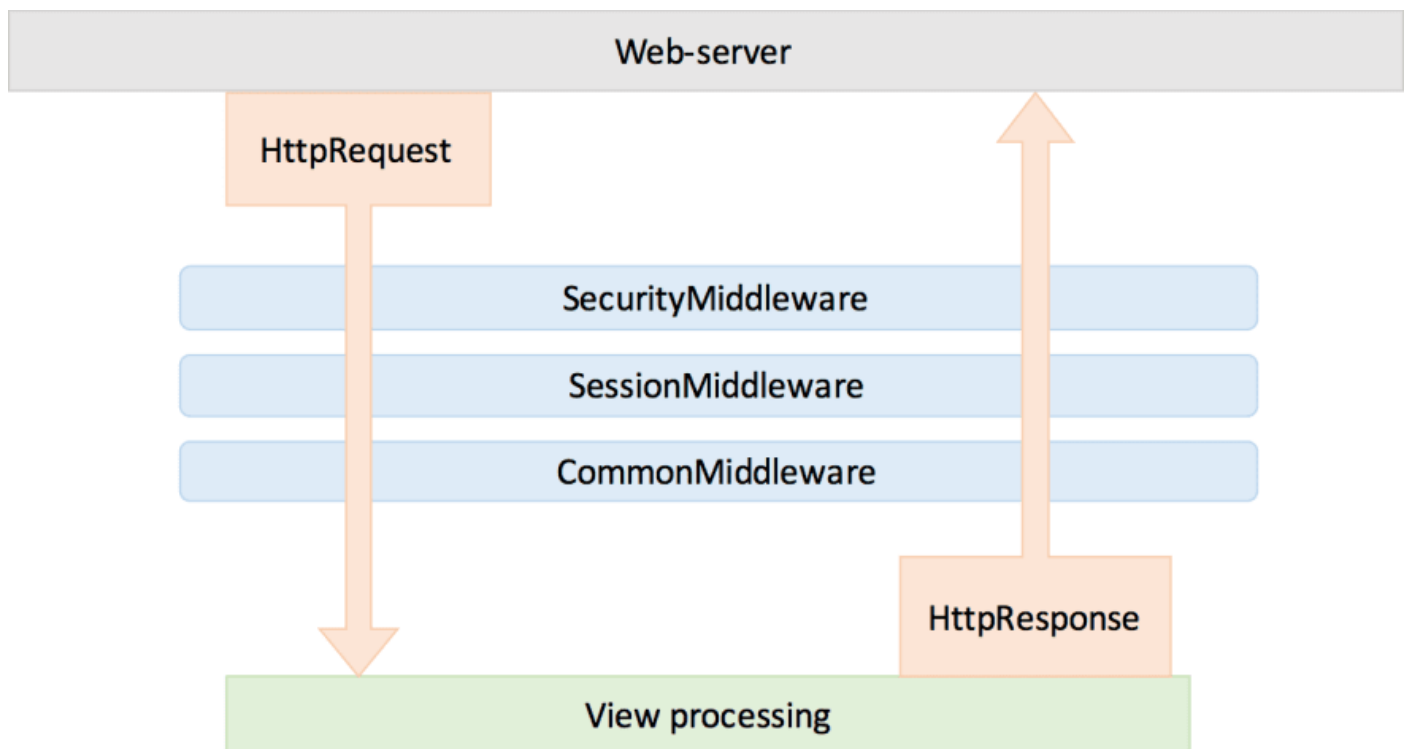 Web-server
HttpRequest
SecurityMiddleware
SessionMiddleware
CommonMiddleware
HttpResponse
View processing